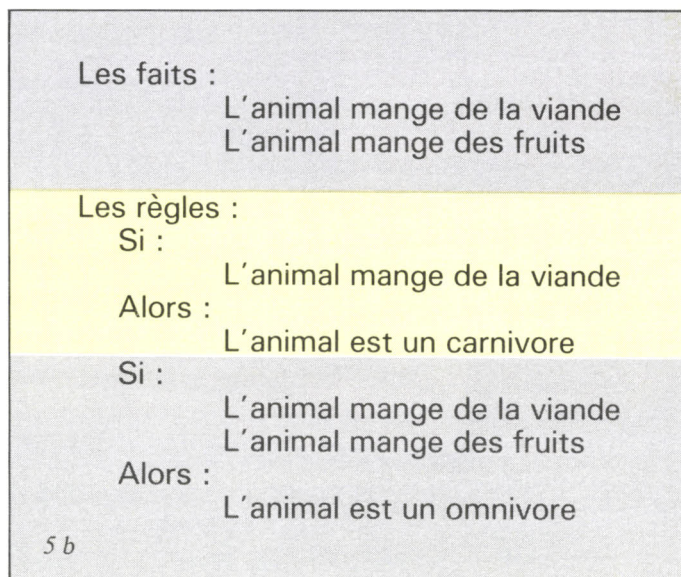 Les faits :
L'animal mange de la viande
L'animal mange des fruits
Les règles :
Si :
L'animal mange de la viande
Alors :
L'animal est un carnivore
Si :
L'animal mange de la viande
L'animal mange des fruits
Alors :
L'animal est un omnivore
5 b